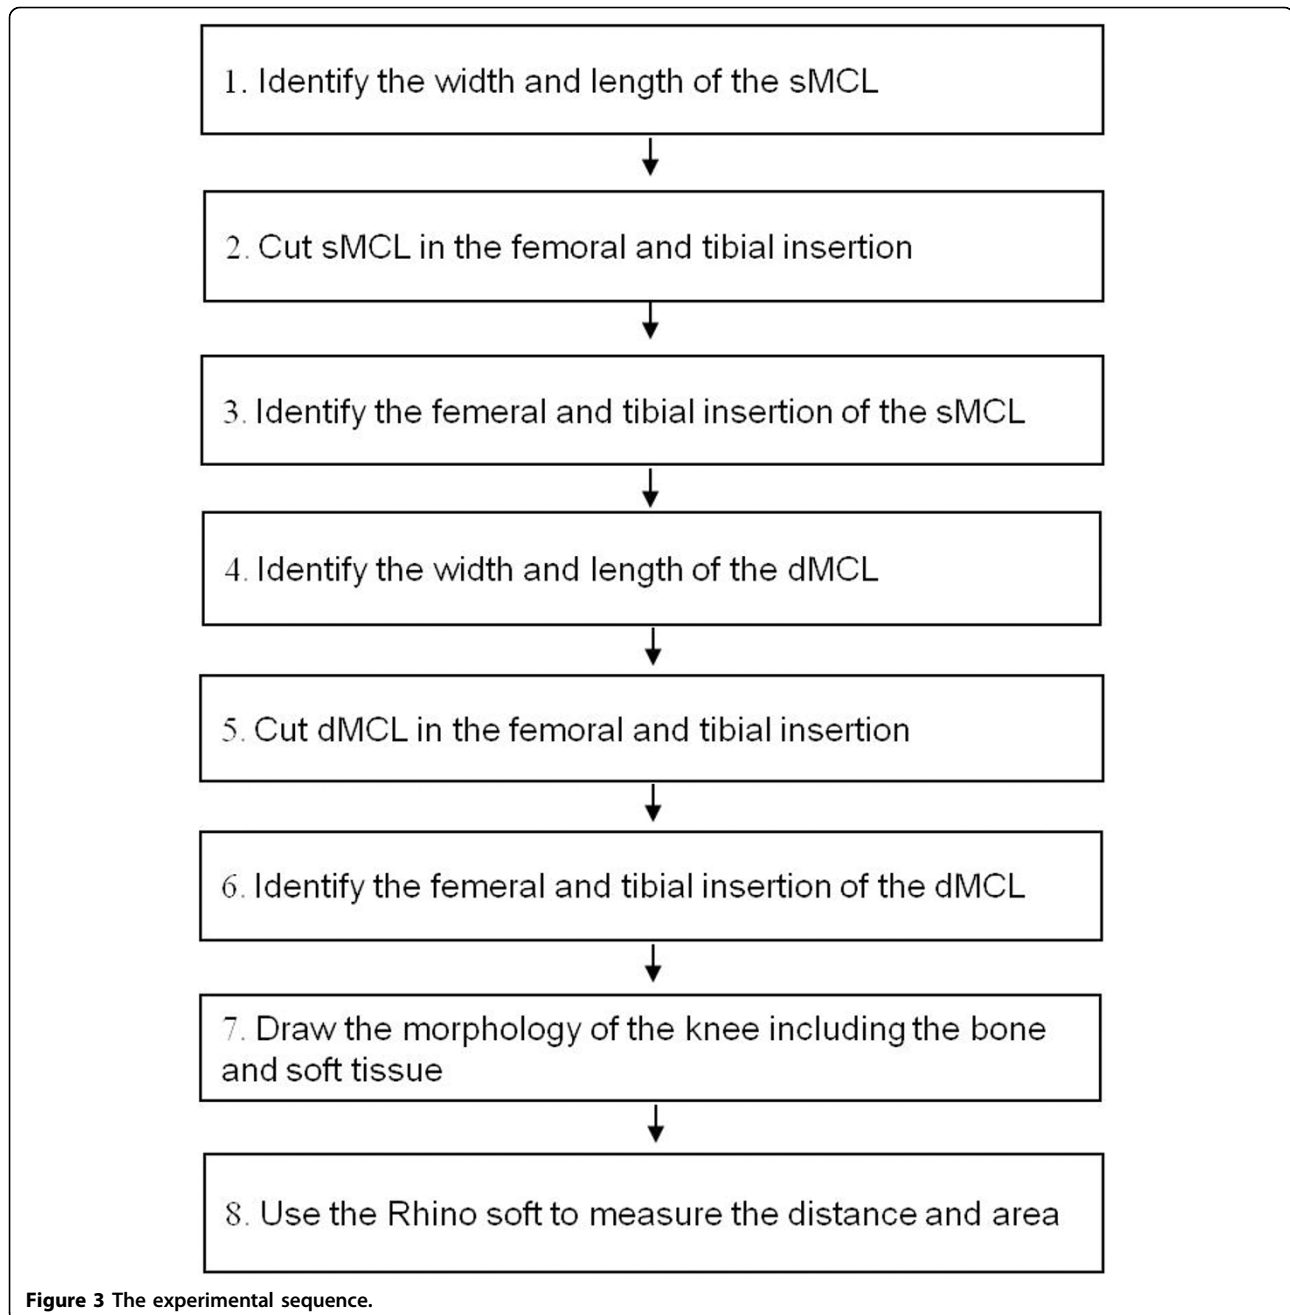 1. Identify the width and length of the sMCL
2. Cut sMCL in the femoral and tibial insertion
3. Identify the femeral and tibial insertion of the sMCL
4. Identify the width and length of the dMCL
5. Cut dMCL in the femoral and tibial insertion
6. Identify the femeral and tibial insertion of the dMCL
7. Draw the morphology of the knee including the bone
and soft tissue
8. Use the Rhino soft to measure the distance and area
Figure 3 The experimental sequence.